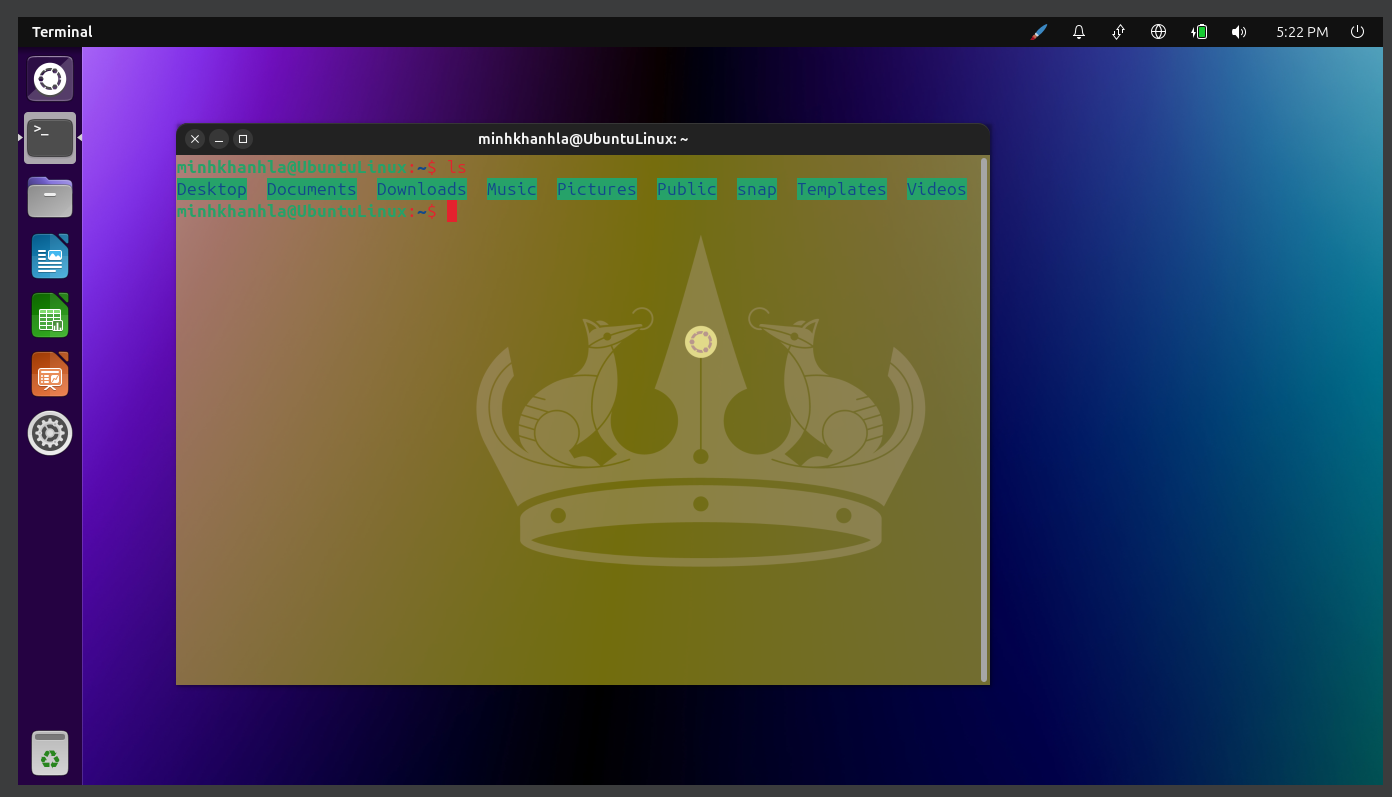 Terminal
5:22 PM
>_
minhkhanhla@UbuntuLinux: ~
minhkhanhla@UbuntuLinux:~$ ls
Desktop Documents Downloads Music Pictures Public snap Templates Videos
minhkhanhla@UbuntuLinux:~$